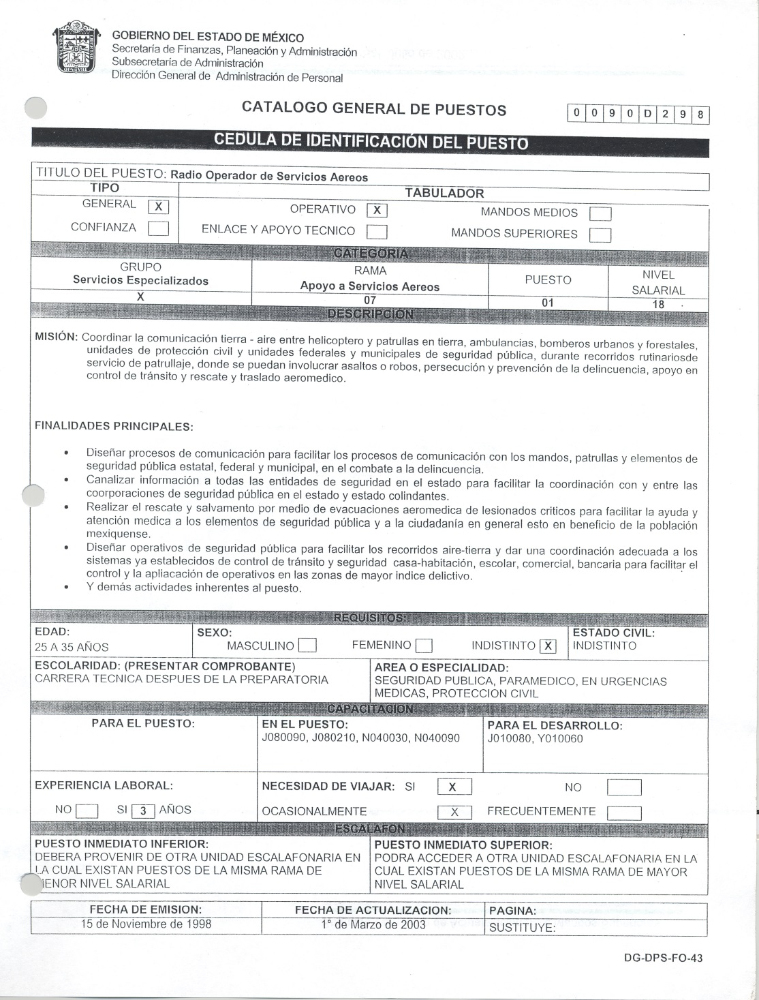 GOBIERNO DEL ESTADO DE MÉXICO
Secretaría de Finanzas, Planeación y Administración
Subsecretaría de Administración
Dirección General de Administración de Personal
CATALOGO GENERAL DE PUESTOS
0 0 9 0 D 2 9 8
CEDULA DE IDENTIFICACIÓN DEL PUESTO
TITULO DEL PUESTO: Radio Operador de Servicios Aereos
TIPO
TABULADOR
GENERAL X
OPERATIVO X
MANDOS MEDIOS
CONFIANZA
ENLACE Y APOYO TECNICO
MANDOS SUPERIORES
CATEGORIA
GRUPO
Servicios Especializados
RAMA
Apoyo a Servicios Aereos
PUESTO
NIVEL
SALARIAL
X
07
01
18
DESCRIPCION
MISIÓN: Coordinar la comunicación tierra - aire entre helicoptero y patrullas en tierra, ambulancias, bomberos urbanos y forestales,
unidades de protección civil y unidades federales y municipales de seguridad pública, durante recorridos rutinariosde
servicio de patrullaje, donde se puedan involucrar asaltos o robos, persecución y prevención de la delincuencia, apoyo en
control de tránsito y rescate y traslado aeromedico.
FINALIDADES PRINCIPALES:
• Diseñar procesos de comunicación para facilitar los procesos de comunicación con los mandos, patrullas y elementos de
seguridad pública estatal, federal y municipal, en el combate a la delincuencia.
• Canalizar información a todas las entidades de seguridad en el estado para facilitar la coordinación con y entre las
coorporaciones de seguridad pública en el estado y estado colindantes.
• Realizar el rescate y salvamento por medio de evacuaciones aeromedica de lesionados criticos para facilitar la ayuda y
atención medica a los elementos de seguridad pública y a la ciudadanía en general esto en beneficio de la población
mexiquense.
• Diseñar operativos de seguridad pública para facilitar los recorridos aire-tierra y dar una coordinación adecuada a los
sistemas ya establecidos de control de tránsito y seguridad casa-habitación, escolar, comercial, bancaria para facilitar el
control y la apliacación de operativos en las zonas de mayor indice delictivo.
• Y demás actividades inherentes al puesto.
REQUISITOS:
EDAD:
25 A 35 AÑOS
SEXO:
MASCULINO
FEMENINO
INDISTINTO X
ESTADO CIVIL:
INDISTINTO
ESCOLARIDAD: (PRESENTAR COMPROBANTE)
CARRERA TECNICA DESPUES DE LA PREPARATORIA
AREA O ESPECIALIDAD:
SEGURIDAD PUBLICA, PARAMEDICO, EN URGENCIAS
MEDICAS, PROTECCION CIVIL
CAPACITACION
PARA EL PUESTO:
EN EL PUESTO:
J080090, J080210, N040030, N040090
PARA EL DESARROLLO:
J010080, Y010060
EXPERIENCIA LABORAL:
NO SI 3 AÑOS
NECESIDAD DE VIAJAR: SI X NO
OCASIONALMENTE X FRECUENTEMENTE
ESCALAFON
PUESTO INMEDIATO INFERIOR:
DEBERA PROVENIR DE OTRA UNIDAD ESCALAFONARIA EN
LA CUAL EXISTAN PUESTOS DE LA MISMA RAMA DE
ENOR NIVEL SALARIAL
PUESTO INMEDIATO SUPERIOR:
PODRA ACCEDER A OTRA UNIDAD ESCALAFONARIA EN LA
CUAL EXISTAN PUESTOS DE LA MISMA RAMA DE MAYOR
NIVEL SALARIAL
FECHA DE EMISION:
15 de Noviembre de 1998
FECHA DE ACTUALIZACION:
1° de Marzo de 2003
PAGINA:
SUSTITUYE:
DG-DPS-FO-43